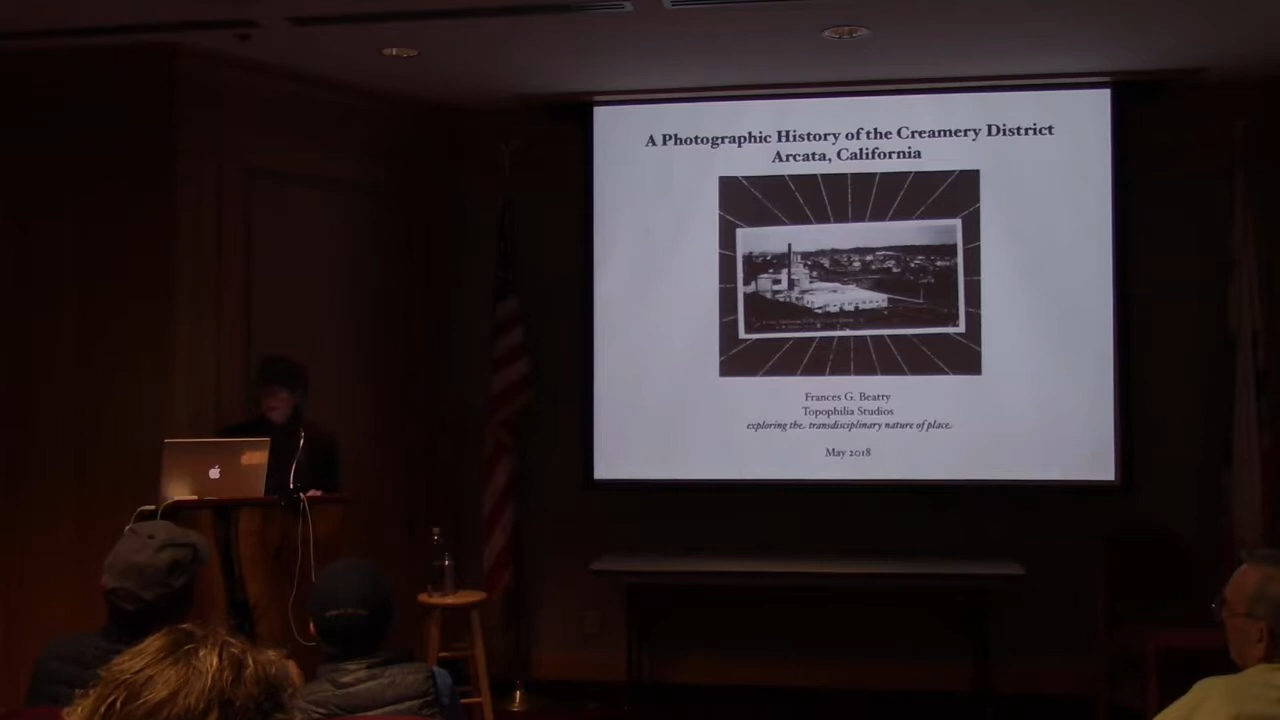 A Photographic History of the Creamery District
Arcata, California
Frances G. Beatty
Topophilia Studios
exploring the transdisciplinary nature of place
May 2018